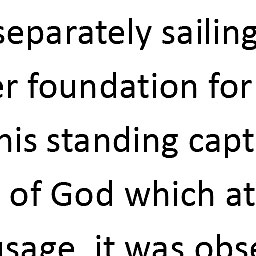 separately sailing
er foundation for
his standing capt
of God which at
usage, it was obse